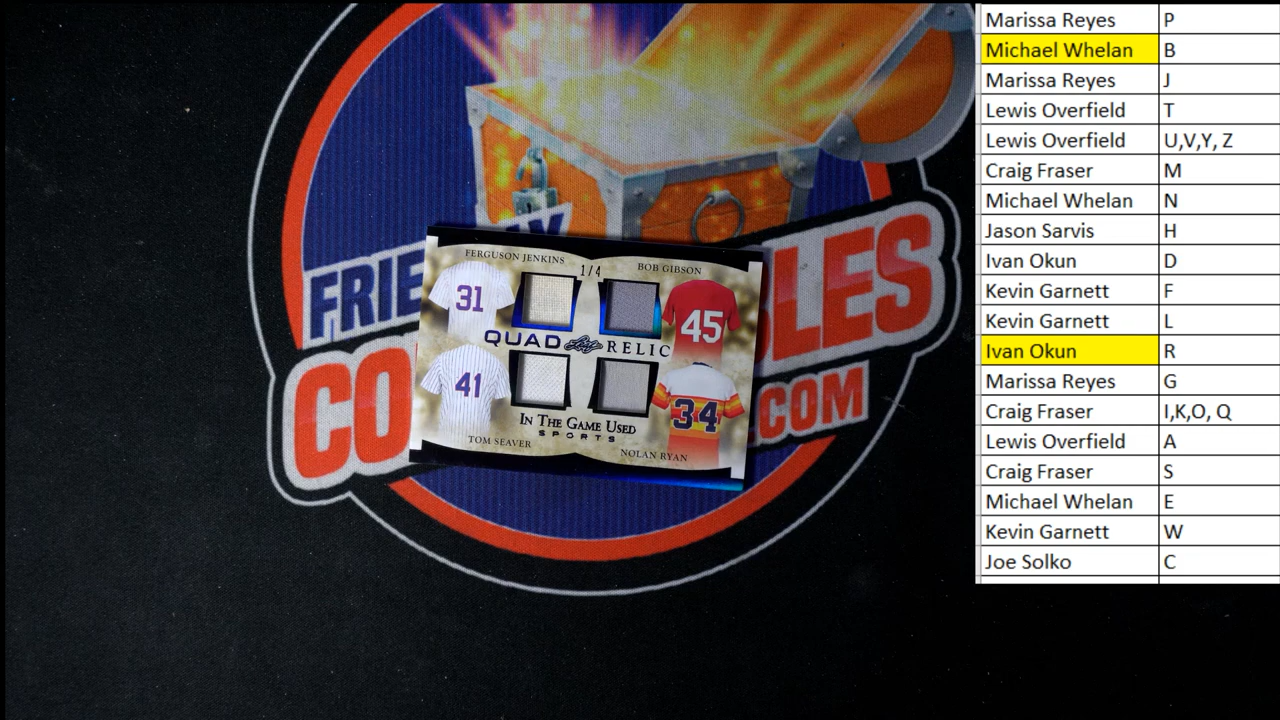 FERGUSON JENKINS
1/4
BOB GIBSON
31
45
QUAD Leaf RELIC
41
34
IN THE GAME USED
SPORTS
TOM SEAVER
NOLAN RYAN
FRIE
CO
BLES
.COM
Marissa Reyes P
Michael Whelan B
Marissa Reyes J
Lewis Overfield T
Lewis Overfield U,V,Y, Z
Craig Fraser M
Michael Whelan N
Jason Sarvis H
Ivan Okun D
Kevin Garnett F
Kevin Garnett L
Ivan Okun R
Marissa Reyes G
Craig Fraser I,K,O, Q
Lewis Overfield A
Craig Fraser S
Michael Whelan E
Kevin Garnett W
Joe Solko C